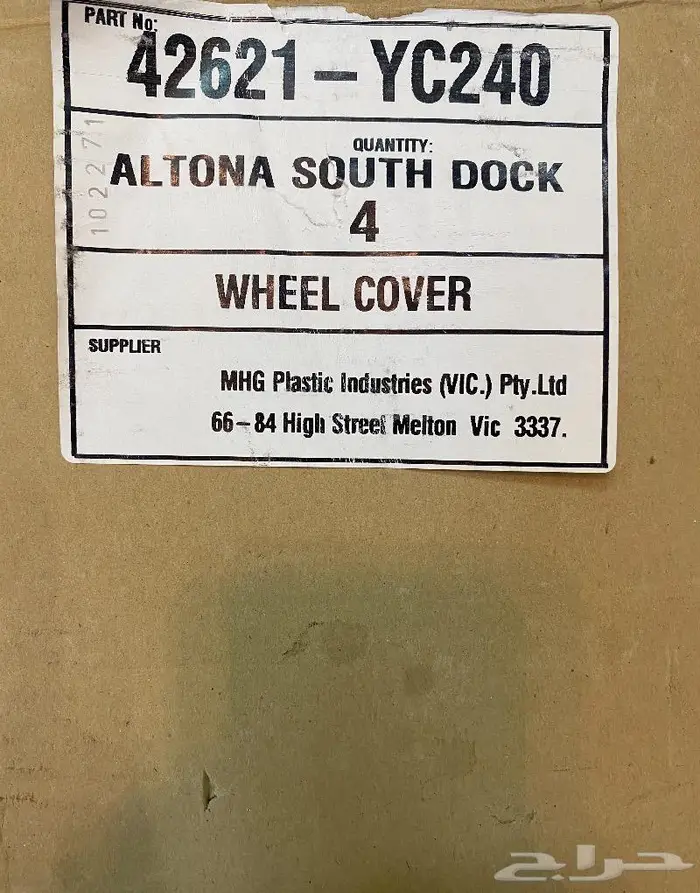 PART No:
42621-YC240
102271
QUANTITY:
ALTONA SOUTH DOCK
4
WHEEL COVER
SUPPLIER
MHG Plastic Industries (VIC.) Pty.Ltd
66-84 High Street Melton Vic 3337.
حراج